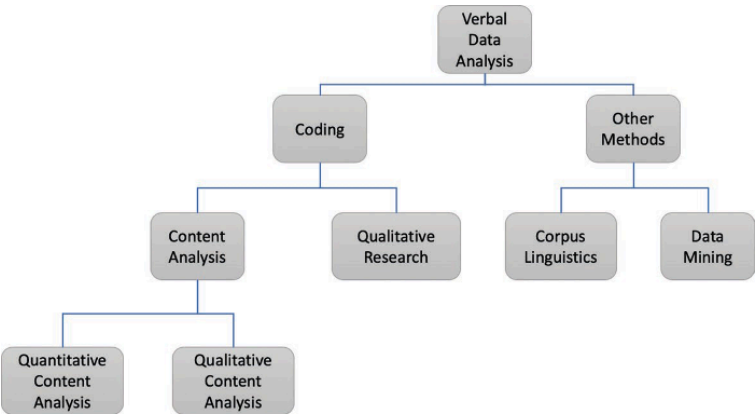 Verbal
Data
Analysis
Coding
Other
Methods
Content
Analysis
Qualitative
Research
Corpus
Linguistics
Data
Mining
Quantitative
Content
Analysis
Qualitative
Content
Analysis